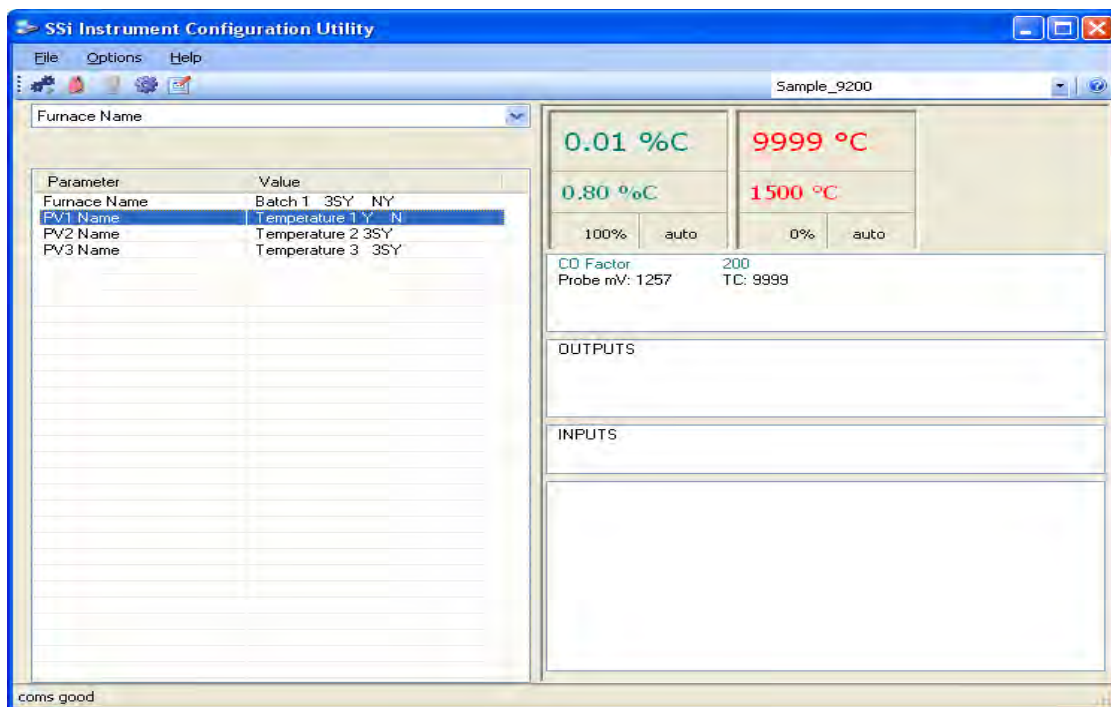 SSi Instrument Configuration Utility
File Options Help
Sample_9200
Furnace Name
Parameter Value
Furnace Name Batch 1 3SY NY
PV1 Name Temperature 1 Y N
PV2 Name Temperature 2 3SY
PV3 Name Temperature 3 3SY
0.01 %C 9999 °C
0.80 %C 1500 °C
100% auto 0% auto
CO Factor 200
Probe mV: 1257 TC: 9999
OUTPUTS
INPUTS
coms good